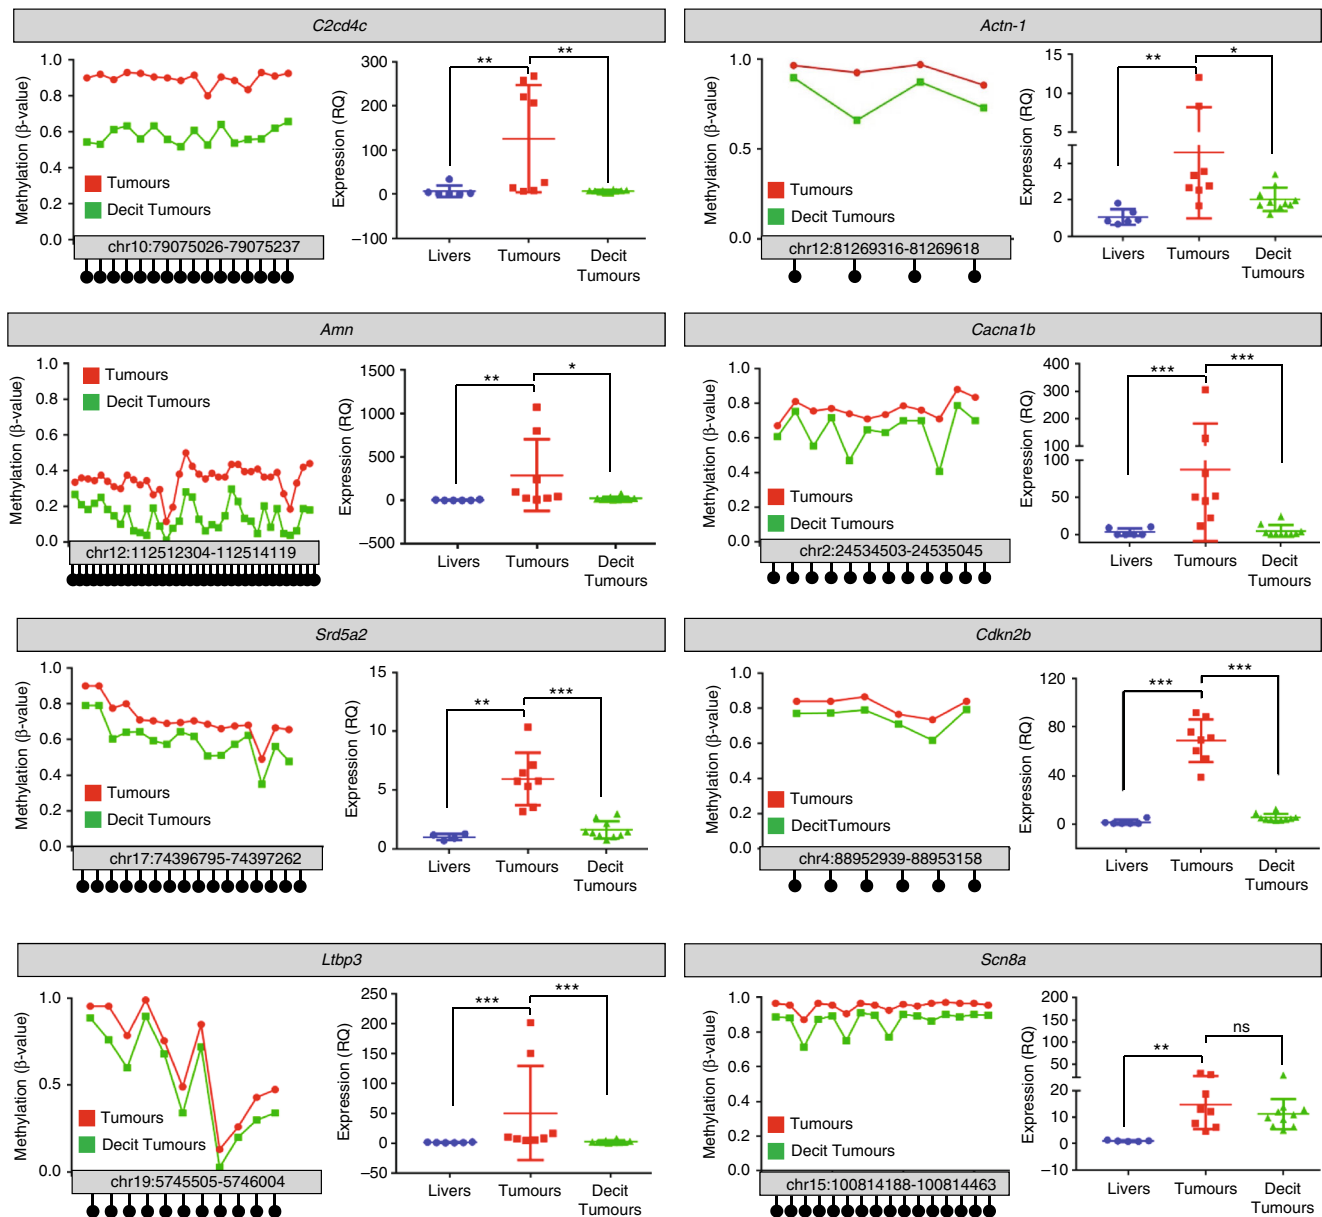 C2cd4c
Methylation (β-value)
1.0
0.8
0.6
0.4
0.2
0.0
Tumours
Decit Tumours
chr10:79075026-79075237
Expression (RQ)
300
200
100
0
–100
**
**
Livers
Tumours
Decit
Tumours
Actn-1
Methylation (β-value)
1.0
0.5
0.0
Tumours
Decit Tumours
chr12:81269316-81269618
Expression (RQ)
15
10
5
4
2
0
**
*
Livers
Tumours
Decit
Tumours
Amn
Methylation (β-value)
1.0
0.8
0.6
0.4
0.2
0.0
Tumours
Decit Tumours
chr12:112512304-112514119
Expression (RQ)
1500
1000
500
0
–500
**
*
Livers
Tumours
Decit
Tumours
Cacna1b
Methylation (β-value)
1.0
0.8
0.6
0.4
0.2
0.0
Tumours
Decit Tumours
chr2:24534503-24535045
Expression (RQ)
400
300
200
100
100
50
0
***
***
Livers
Tumours
Decit
Tumours
Srd5a2
Methylation (β-value)
1.0
0.8
0.6
0.4
0.2
0.0
Tumours
Decit Tumours
chr17:74396795-74397262
Expression (RQ)
15
10
5
0
**
***
Livers
Tumours
Decit
Tumours
Cdkn2b
Methylation (β-value)
1.0
0.8
0.6
0.4
0.2
0.0
Tumours
DecitTumours
chr4:88952939-88953158
Expression (RQ)
120
80
40
0
***
***
Livers
Tumours
Decit
Tumours
Ltbp3
Methylation (β-value)
1.0
0.5
0.0
Tumours
Decit Tumours
chr19:5745505-5746004
Expression (RQ)
250
200
150
100
50
0
–50
***
***
Livers
Tumours
Decit
Tumours
Scn8a
Methylation (β-value)
1.0
0.8
0.6
0.4
0.2
0.0
Tumours
Decit Tumours
chr15:100814188-100814463
Expression (RQ)
200
150
100
50
20
10
0
–10
**
ns
Livers
Tumours
Decit
Tumours